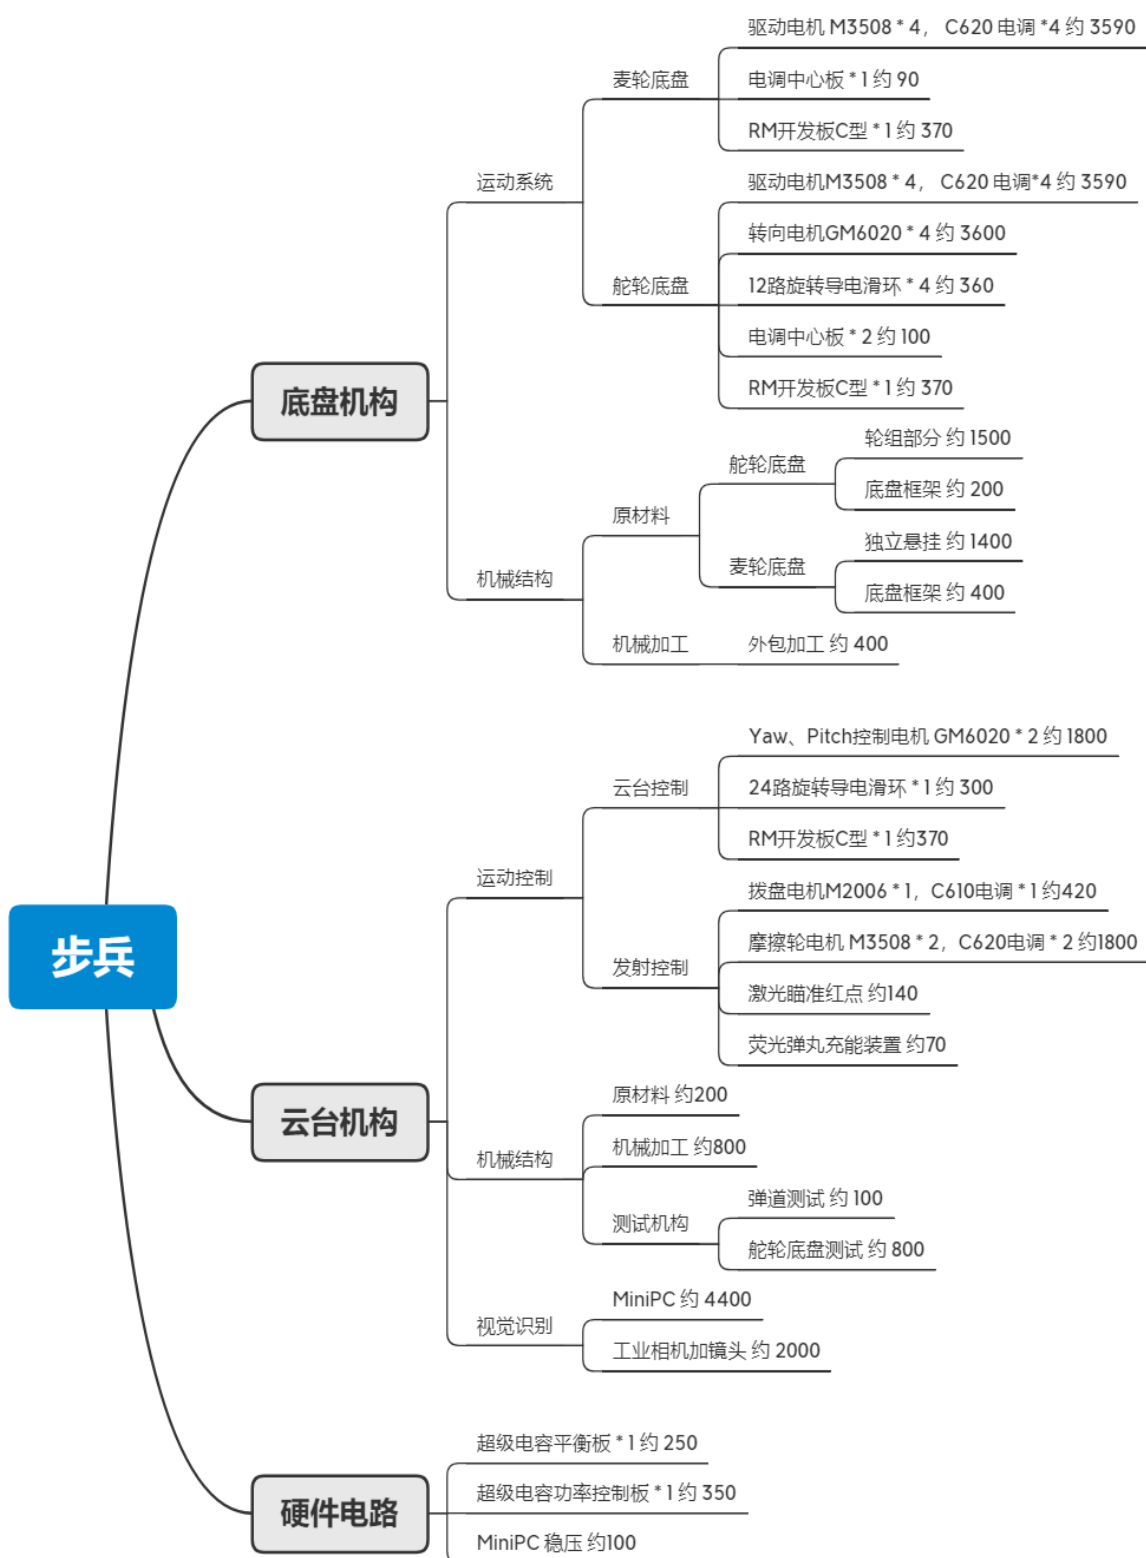 步兵
底盘机构
运动系统
麦轮底盘
驱动电机 M3508 * 4， C620 电调 *4 约 3590
电调中心板 * 1 约 90
RM开发板C型 * 1 约 370
舵轮底盘
驱动电机M3508 * 4， C620 电调*4 约 3590
转向电机GM6020 * 4 约 3600
12路旋转导电滑环 * 4 约 360
电调中心板 * 2 约 100
RM开发板C型 * 1 约 370
机械结构
原材料
舵轮底盘
轮组部分 约 1500
底盘框架 约 200
麦轮底盘
独立悬挂 约 1400
底盘框架 约 400
机械加工
外包加工 约 400
云台机构
运动控制
云台控制
Yaw、Pitch控制电机 GM6020 * 2 约 1800
24路旋转导电滑环 * 1 约 300
RM开发板C型 * 1 约370
发射控制
拨盘电机M2006 * 1，C610电调 * 1 约420
摩擦轮电机 M3508 * 2，C620电调 * 2 约1800
激光瞄准红点 约140
荧光弹丸充能装置 约70
机械结构
原材料 约200
机械加工 约800
测试机构
弹道测试 约 100
舵轮底盘测试 约 800
视觉识别
MiniPC 约 4400
工业相机加镜头 约 2000
硬件电路
超级电容平衡板 * 1 约 250
超级电容功率控制板 * 1 约 350
MiniPC 稳压 约100